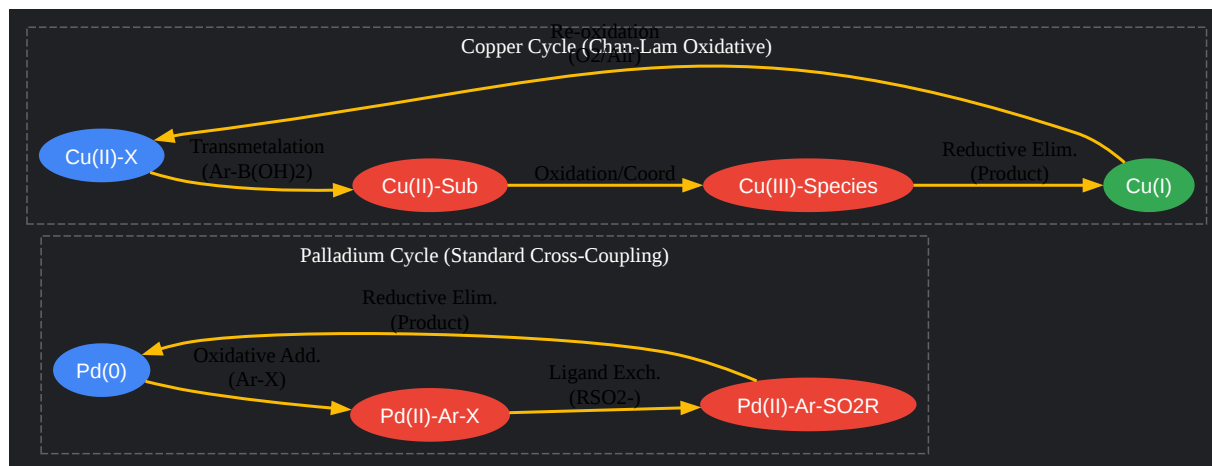 Re-oxidation
(O2/Air)
Copper Cycle (Chan-Lam Oxidative)
Cu(II)-X
Transmetalation
(Ar-B(OH)2)
Cu(II)-Sub
Oxidation/Coord
Cu(III)-Species
Reductive Elim.
(Product)
Cu(I)
Palladium Cycle (Standard Cross-Coupling)
Reductive Elim.
(Product)
Pd(0)
Oxidative Add.
(Ar-X)
Pd(II)-Ar-X
Ligand Exch.
(RSO2-)
Pd(II)-Ar-SO2R